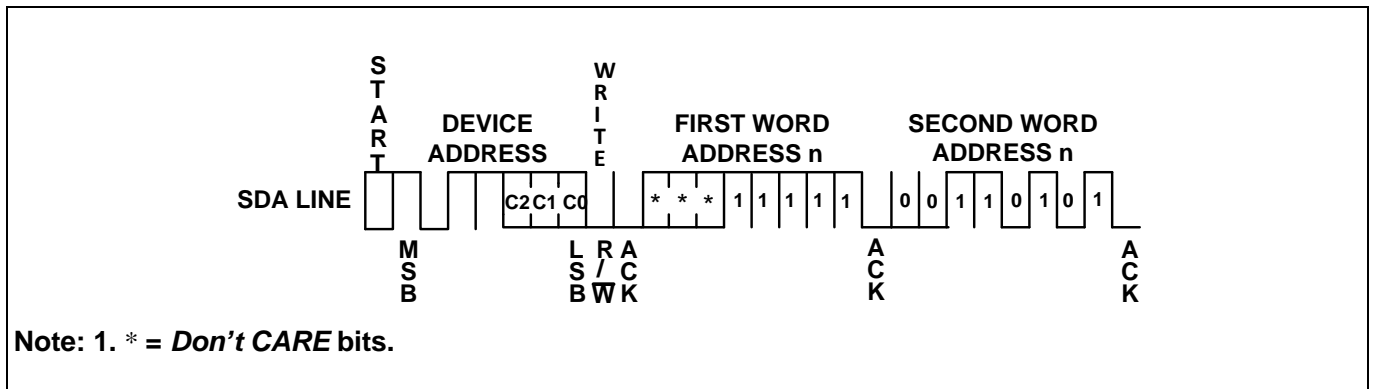 START
WRITE
DEVICE ADDRESS
FIRST WORD ADDRESS n
SECOND WORD ADDRESS n
SDA LINE
C2 C1 C0
* * * 1 1 1 1 1
0 0 1 1 0 1 0 1
MSB
LSB
R/W
ACK
ACK
ACK
Note: 1. * = Don't CARE bits.